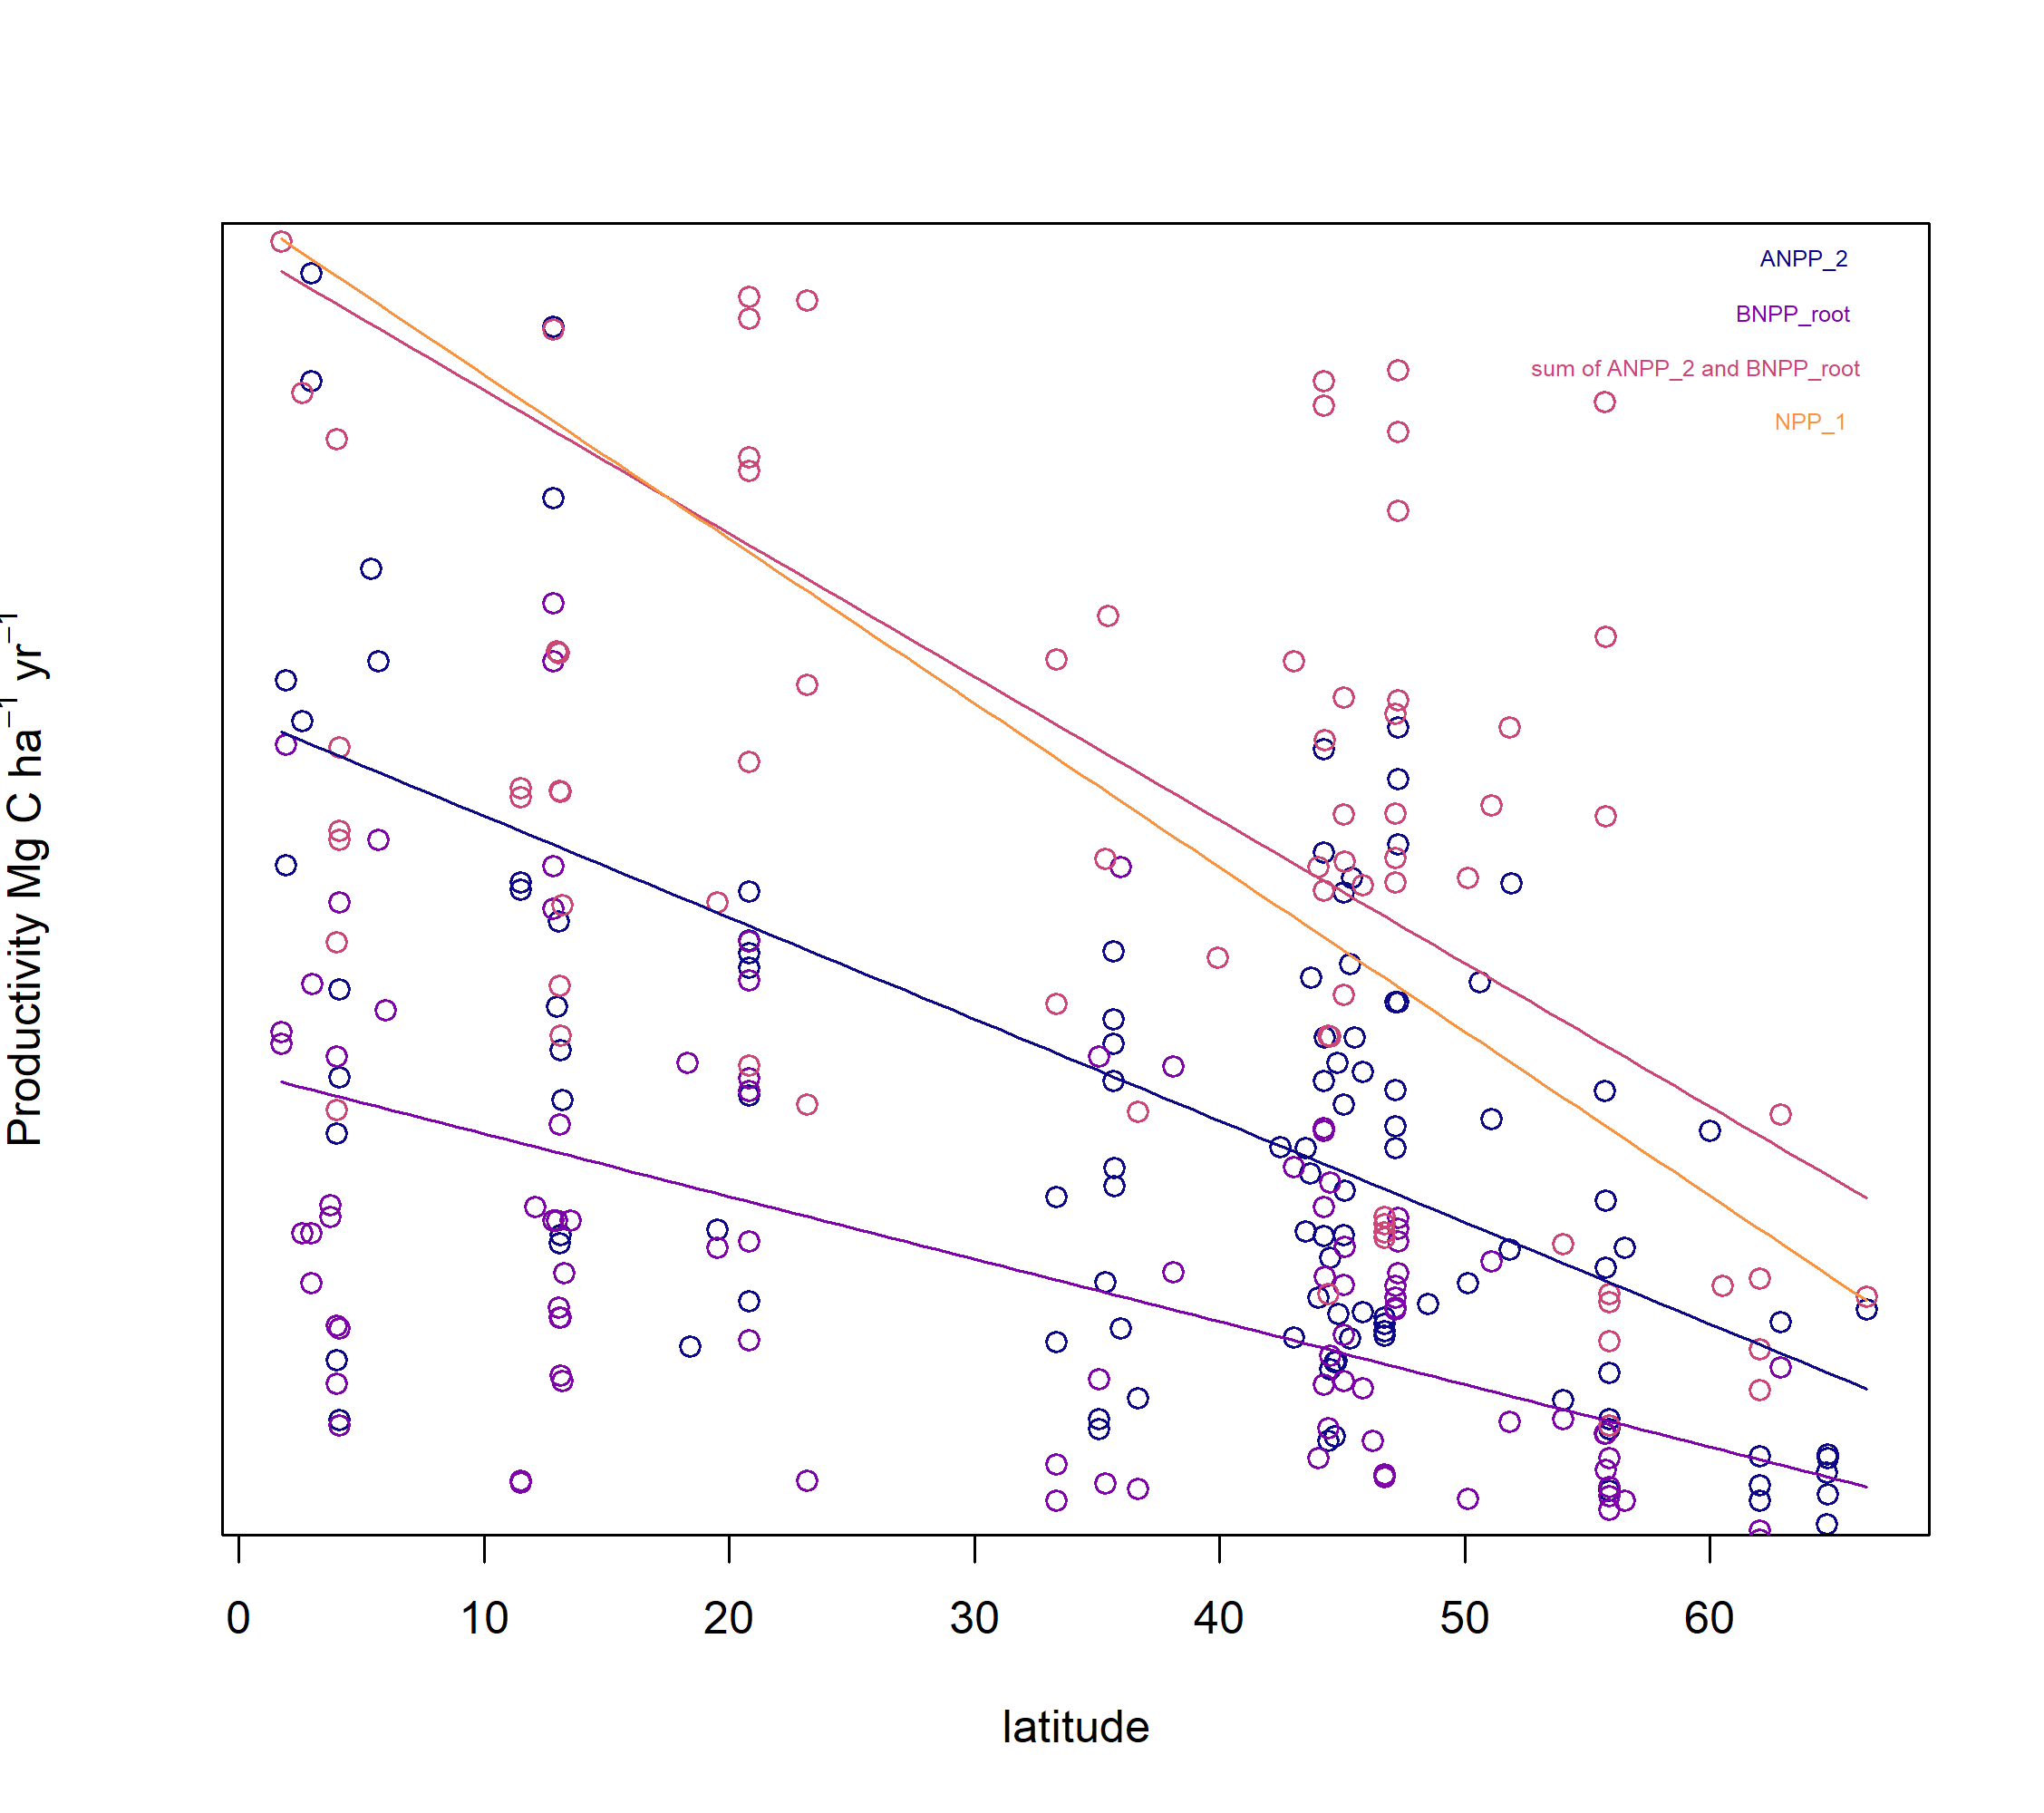 ANPP_2
BNPP_root
sum of ANPP_2 and BNPP_root
NPP_1
Productivity Mg C ha⁻¹ yr⁻¹
0 10 20 30 40 50 60
latitude